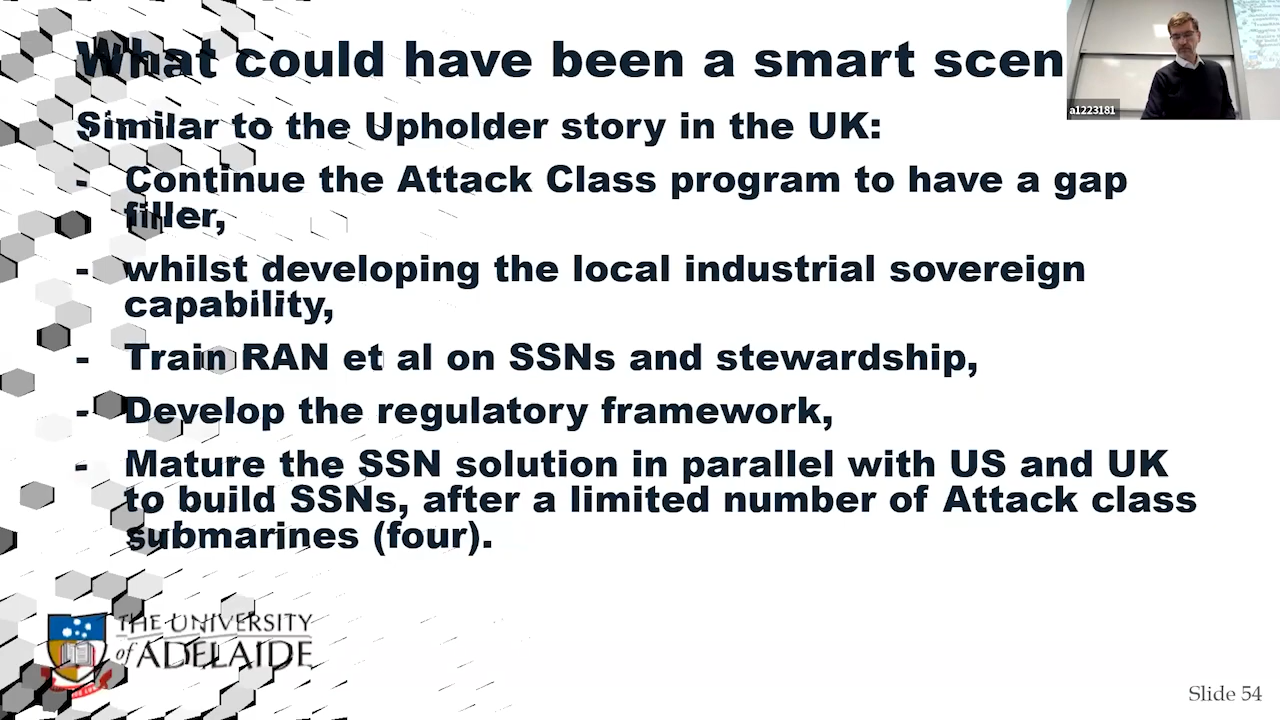 What could have been a smart scen
a1223181
Similar to the Upholder story in the UK:
- Continue the Attack Class program to have a gap
filler,
- whilst developing the local industrial sovereign
capability,
- Train RAN et al on SSNs and stewardship,
- Develop the regulatory framework,
- Mature the SSN solution in parallel with US and UK
to build SSNs, after a limited number of Attack class
submarines (four).
THE UNIVERSITY
of ADELAIDE
Slide 54